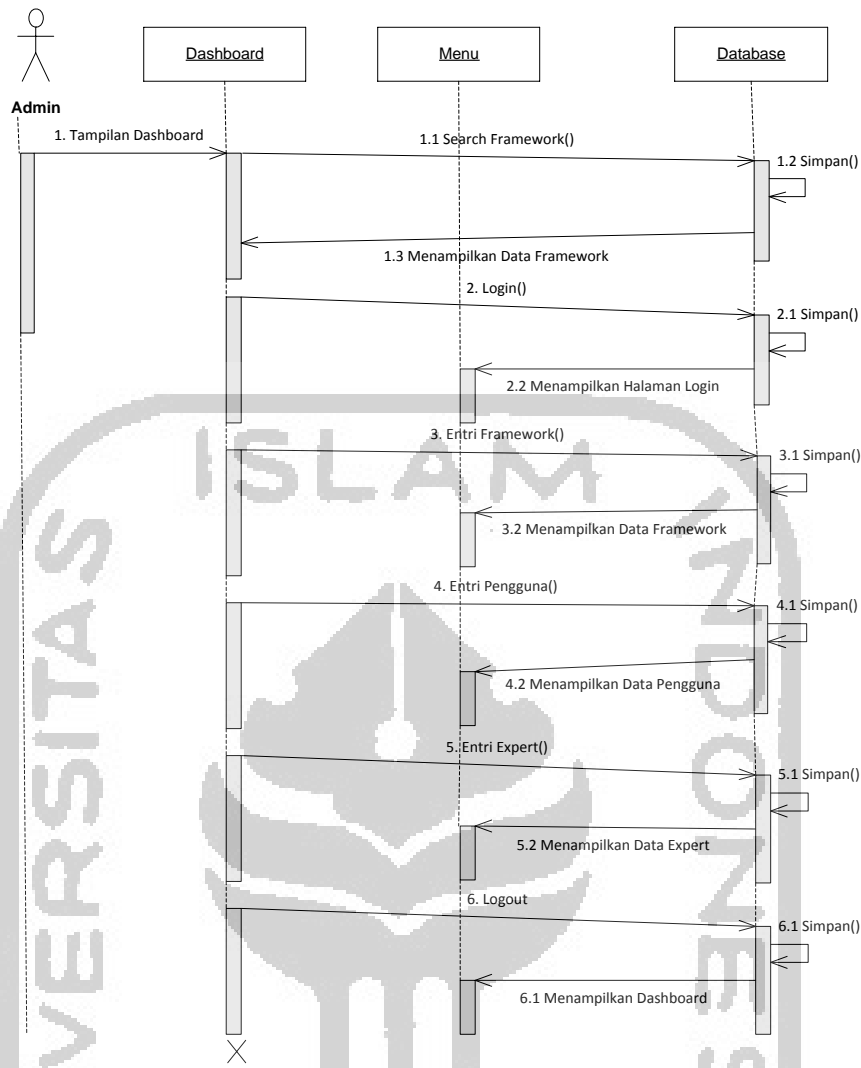 Dashboard
Menu
Database
Admin
1. Tampilan Dashboard
1.1 Search Framework()
1.2 Simpan()
1.3 Menampilkan Data Framework
2. Login()
2.1 Simpan()
2.2 Menampilkan Halaman Login
3. Entri Framework()
3.1 Simpan()
3.2 Menampilkan Data Framework
4. Entri Pengguna()
4.1 Simpan()
4.2 Menampilkan Data Pengguna
5. Entri Expert()
5.1 Simpan()
5.2 Menampilkan Data Expert
6. Logout
6.1 Simpan()
6.1 Menampilkan Dashboard
ISLAM
VERSITAS
INDONES